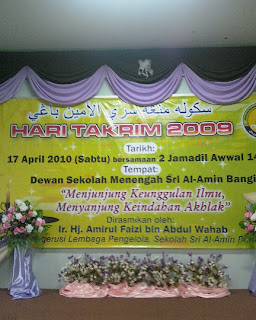 سكوله منڠه سري الأمين باڠي
HARI TAKRIM 2009
Tarikh:
17 April 2010 (Sabtu) bersamaan 2 Jamadil Awwal 14
Tempat:
Dewan Sekolah Menengah Sri Al-Amin Bangi
"Menjunjung Keunggulan Ilmu,
Menyanjung Keindahan Akhlak"
Dirasmikan oleh:
Ir. Hj. Amirul Faizi bin Abdul Wahab
gerusi Lembaga Pengelola, Sekolah Sri Al-Amin